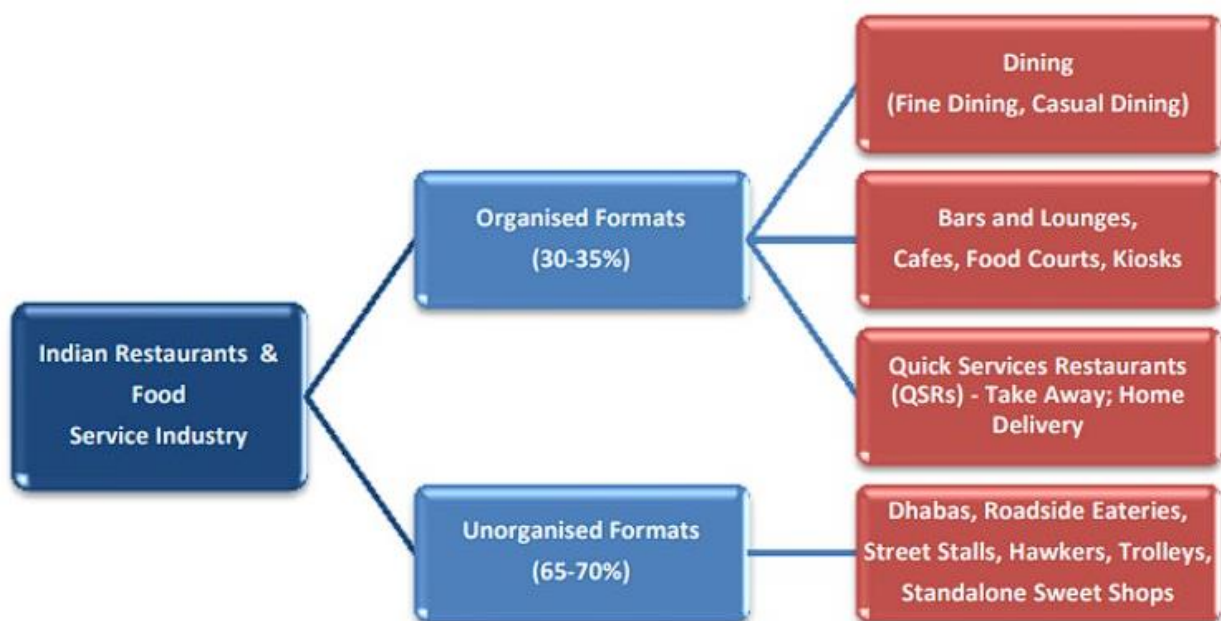 Dining
(Fine Dining, Casual Dining)
Organised Formats
(30-35%)
Bars and Lounges,
Cafes, Food Courts, Kiosks
Indian Restaurants &
Food
Service Industry
Quick Services Restaurants
(QSRs) - Take Away; Home
Delivery
Unorganised Formats
(65-70%)
Dhabas, Roadside Eateries,
Street Stalls, Hawkers, Trolleys,
Standalone Sweet Shops